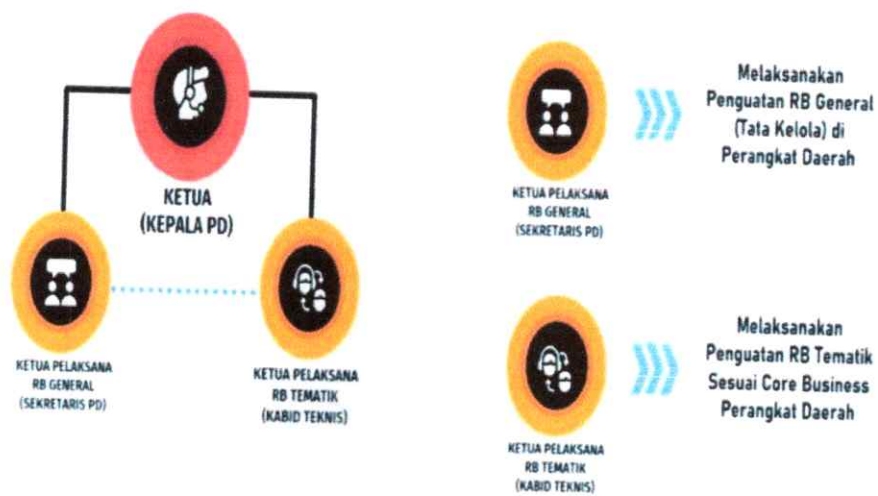 KETUA
(KEPALA PD)
KETUA PELAKSANA
RB GENERAL
(SEKRETARIS PD)
KETUA PELAKSANA
RB TEMATIK
(KABID TEKNIS)
KETUA PELAKSANA
RB GENERAL
(SEKRETARIS PD)
Melaksanakan
Penguatan RB General
(Tata Kelola) di
Perangkat Daerah
KETUA PELAKSANA
RB TEMATIK
(KABID TEKNIS)
Melaksanakan
Penguatan RB Tematik
Sesuai Core Business
Perangkat Daerah